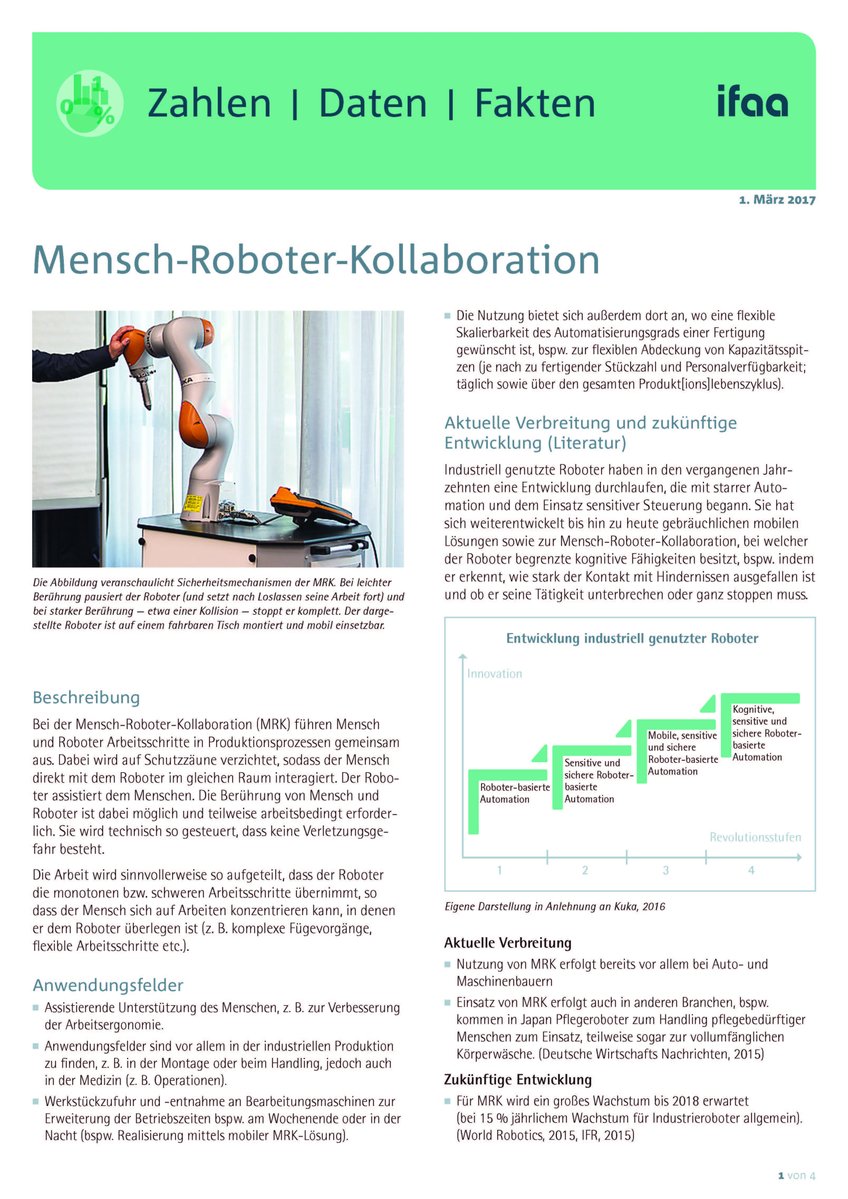 Zahlen | Daten | Fakten
ifaa
1. März 2017
Mensch-Roboter-Kollaboration
Die Abbildung veranschaulicht Sicherheitsmechanismen der MRK. Bei leichter
Berührung pausiert der Roboter (und setzt nach Loslassen seine Arbeit fort) und
bei starker Berührung — etwa einer Kollision — stoppt er komplett. Der darge-
stellte Roboter ist auf einem fahrbaren Tisch montiert und mobil einsetzbar.
Beschreibung
Bei der Mensch-Roboter-Kollaboration (MRK) führen Mensch
und Roboter Arbeitsschritte in Produktionsprozessen gemeinsam
aus. Dabei wird auf Schutzzäune verzichtet, sodass der Mensch
direkt mit dem Roboter im gleichen Raum interagiert. Der Robo-
ter assistiert dem Menschen. Die Berührung von Mensch und
Roboter ist dabei möglich und teilweise arbeitsbedingt erforder-
lich. Sie wird technisch so gesteuert, dass keine Verletzungsge-
fahr besteht.
Die Arbeit wird sinnvollerweise so aufgeteilt, dass der Roboter
die monotonen bzw. schweren Arbeitsschritte übernimmt, so
dass der Mensch sich auf Arbeiten konzentrieren kann, in denen
er dem Roboter überlegen ist (z. B. komplexe Fügevorgänge,
flexible Arbeitsschritte etc.).
Anwendungsfelder
Assistierende Unterstützung des Menschen, z. B. zur Verbesserung
der Arbeitsergonomie.
Anwendungsfelder sind vor allem in der industriellen Produktion
zu finden, z. B. in der Montage oder beim Handling, jedoch auch
in der Medizin (z. B. Operationen).
Werkstückzufuhr und -entnahme an Bearbeitungsmaschinen zur
Erweiterung der Betriebszeiten bspw. am Wochenende oder in der
Nacht (bspw. Realisierung mittels mobiler MRK-Lösung).
Die Nutzung bietet sich außerdem dort an, wo eine flexible
Skalierbarkeit des Automatisierungsgrads einer Fertigung
gewünscht ist, bspw. zur flexiblen Abdeckung von Kapazitätsspit-
zen (je nach zu fertigender Stückzahl und Personalverfügbarkeit;
täglich sowie über den gesamten Produkt[ions]lebenszyklus).
Aktuelle Verbreitung und zukünftige
Entwicklung (Literatur)
Industriell genutzte Roboter haben in den vergangenen Jahr-
zehnten eine Entwicklung durchlaufen, die mit starrer Auto-
mation und dem Einsatz sensitiver Steuerung begann. Sie hat
sich weiterentwickelt bis hin zu heute gebräuchlichen mobilen
Lösungen sowie zur Mensch-Roboter-Kollaboration, bei welcher
der Roboter begrenzte kognitive Fähigkeiten besitzt, bspw. indem
er erkennt, wie stark der Kontakt mit Hindernissen ausgefallen ist
und ob er seine Tätigkeit unterbrechen oder ganz stoppen muss.
Entwicklung industriell genutzter Roboter
Innovation
Roboter-basierte
Automation
Sensitive und
sichere Roboter-
basierte
Automation
Mobile, sensitive
und sichere
Roboter-basierte
Automation
Kognitive,
sensitive und
sichere Roboter-
basierte
Automation
Revolutionsstufen
1 2 3 4
Eigene Darstellung in Anlehnung an Kuka, 2016
Aktuelle Verbreitung
Nutzung von MRK erfolgt bereits vor allem bei Auto- und
Maschinenbauern
Einsatz von MRK erfolgt auch in anderen Branchen, bspw.
kommen in Japan Pflegeroboter zum Handling pflegebedürftiger
Menschen zum Einsatz, teilweise sogar zur vollumfänglichen
Körperwäsche. (Deutsche Wirtschafts Nachrichten, 2015)
Zukünftige Entwicklung
Für MRK wird ein großes Wachstum bis 2018 erwartet
(bei 15 % jährlichem Wachstum für Industrieroboter allgemein).
(World Robotics, 2015, IFR, 2015)
1 von 4